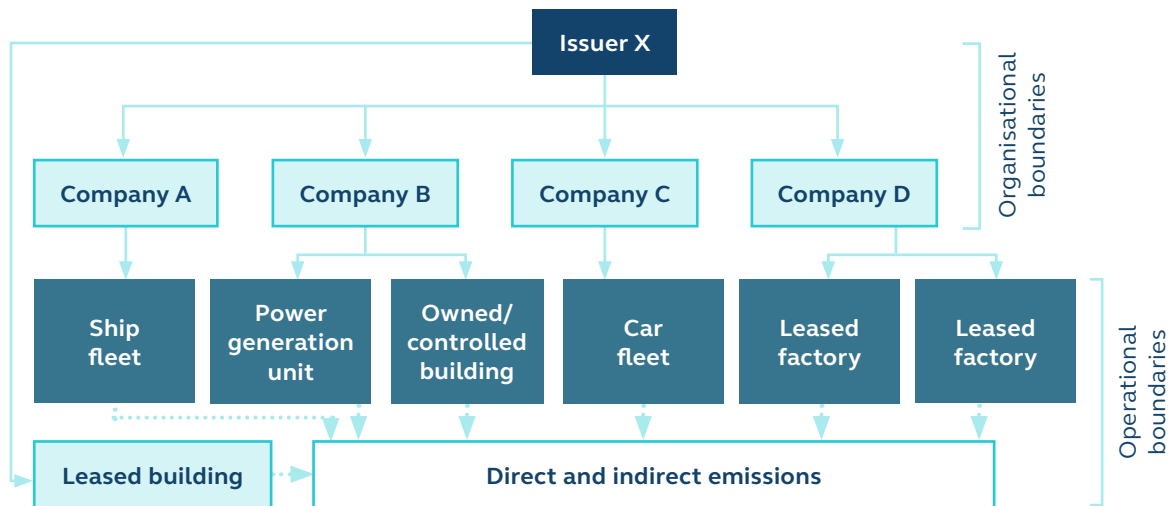 Issuer X
Organisational
boundaries
Company A
Company B
Company C
Company D
Ship
fleet
Power
generation
unit
Owned/
controlled
building
Car
fleet
Leased
factory
Leased
factory
Operational
boundaries
Leased building
Direct and indirect emissions